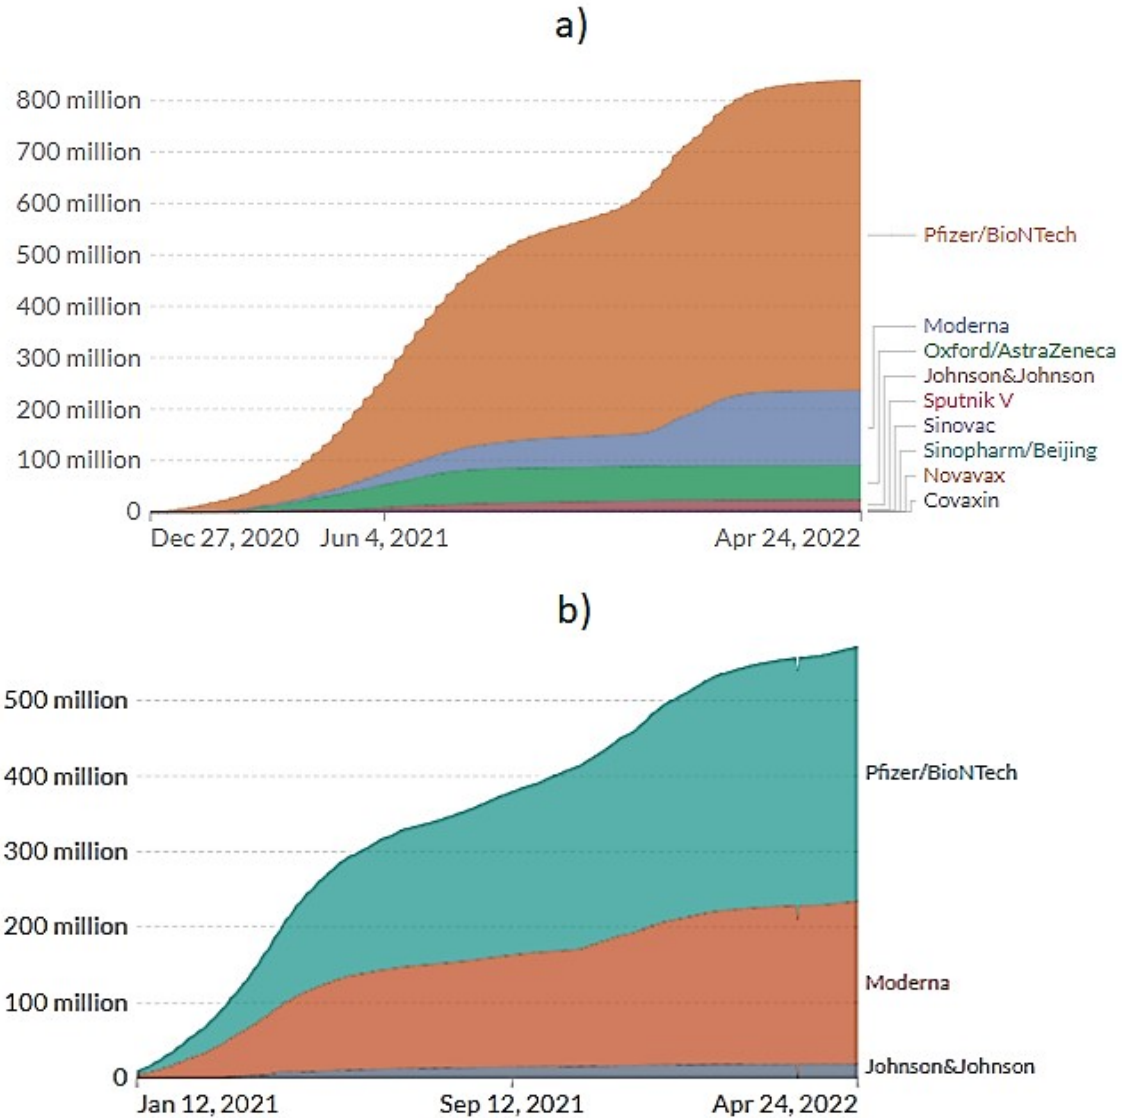 a)
800 million
700 million
600 million
500 million
400 million
300 million
200 million
100 million
0
Dec 27, 2020 Jun 4, 2021 Apr 24, 2022
Pfizer/BioNTech
Moderna
Oxford/AstraZeneca
Johnson&Johnson
Sputnik V
Sinovac
Sinopharm/Beijing
Novavax
Covaxin
b)
500 million
400 million
300 million
200 million
100 million
0
Jan 12, 2021 Sep 12, 2021 Apr 24, 2022
Pfizer/BioNTech
Moderna
Johnson&Johnson